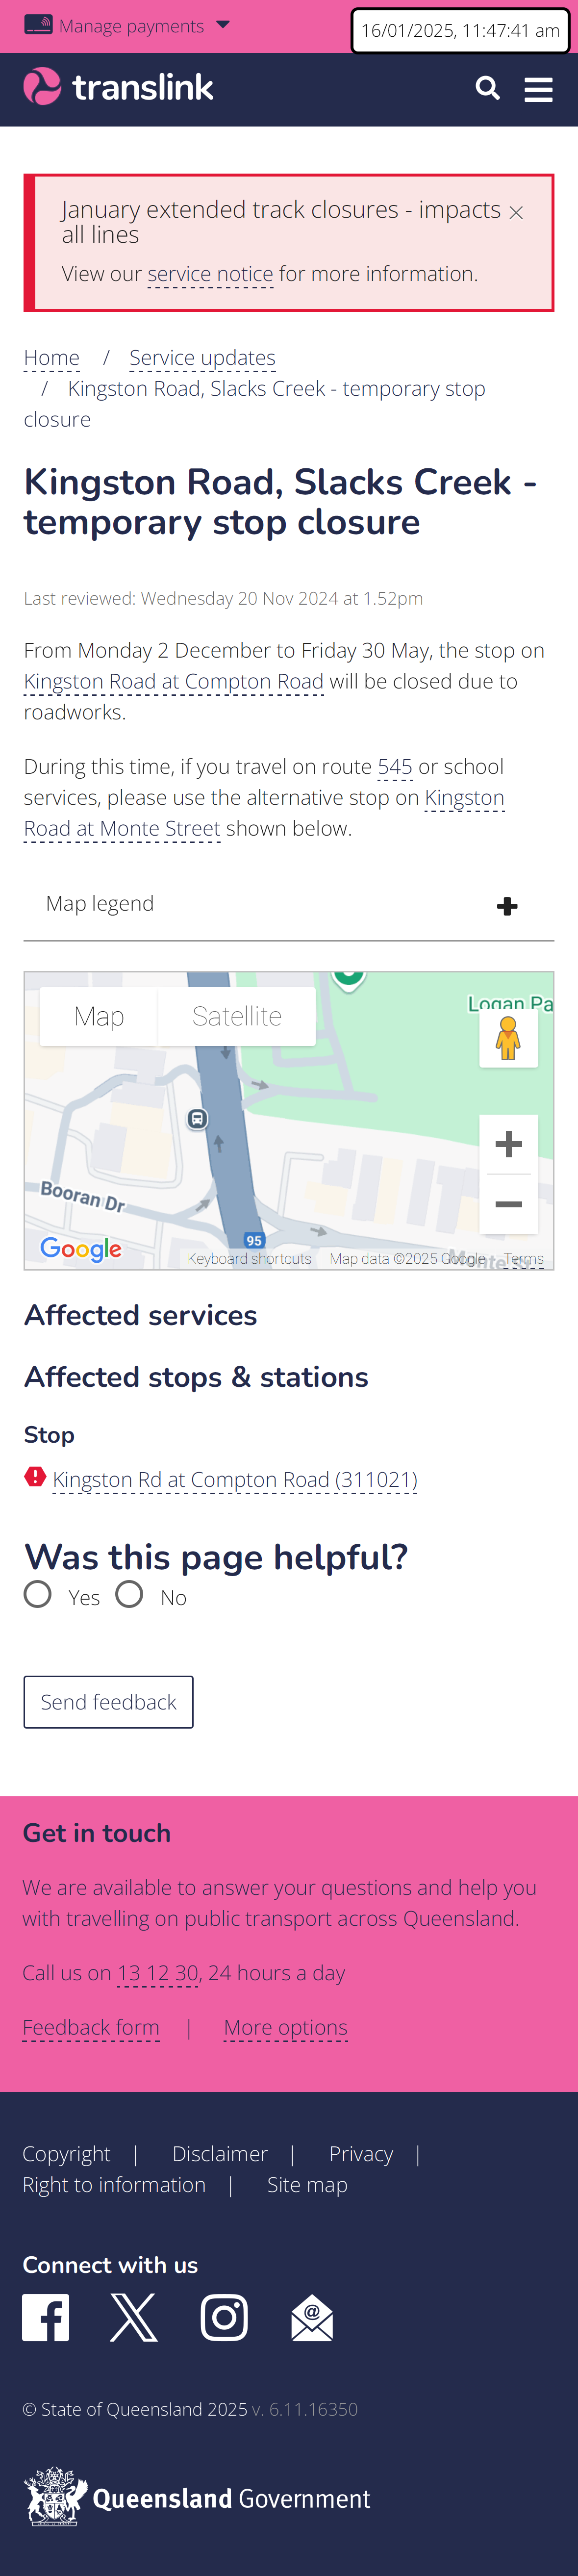 Manage payments
16/01/2025, 11:47:41 am
translink
January extended track closures - impacts
all lines
View our service notice for more information.
Home / Service updates
/ Kingston Road, Slacks Creek - temporary stop
closure
Kingston Road, Slacks Creek -
temporary stop closure
Last reviewed: Wednesday 20 Nov 2024 at 1.52pm
From Monday 2 December to Friday 30 May, the stop on
Kingston Road at Compton Road will be closed due to
roadworks.
During this time, if you travel on route 545 or school
services, please use the alternative stop on Kingston
Road at Monte Street shown below.
Map legend
Map Satellite
Logan Pa
Booran Dr
95
Google
Keyboard shortcuts Map data ©2025 Google Terms
Affected services
Affected stops & stations
Stop
Kingston Rd at Compton Road (311021)
Was this page helpful?
Yes No
Send feedback
Get in touch
We are available to answer your questions and help you
with travelling on public transport across Queensland.
Call us on 13 12 30, 24 hours a day
Feedback form | More options
Copyright | Disclaimer | Privacy |
Right to information | Site map
Connect with us
© State of Queensland 2025 v. 6.11.16350
Queensland Government